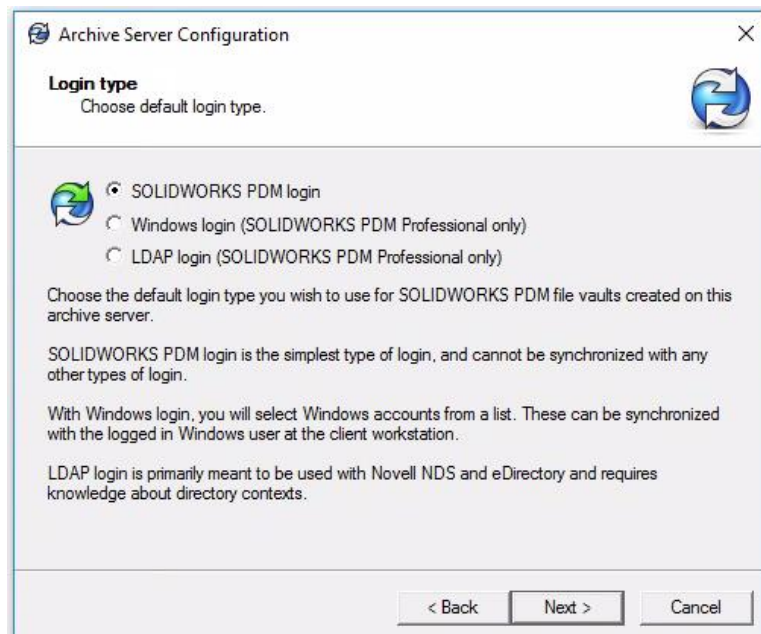 Archive Server Configuration
Login type
Choose default login type.
SOLIDWORKS PDM login
Windows login (SOLIDWORKS PDM Professional only)
LDAP login (SOLIDWORKS PDM Professional only)
Choose the default login type you wish to use for SOLIDWORKS PDM file vaults created on this
archive server.
SOLIDWORKS PDM login is the simplest type of login, and cannot be synchronized with any
other types of login.
With Windows login, you will select Windows accounts from a list. These can be synchronized
with the logged in Windows user at the client workstation.
LDAP login is primarily meant to be used with Novell NDS and eDirectory and requires
knowledge about directory contexts.
< Back Next > Cancel